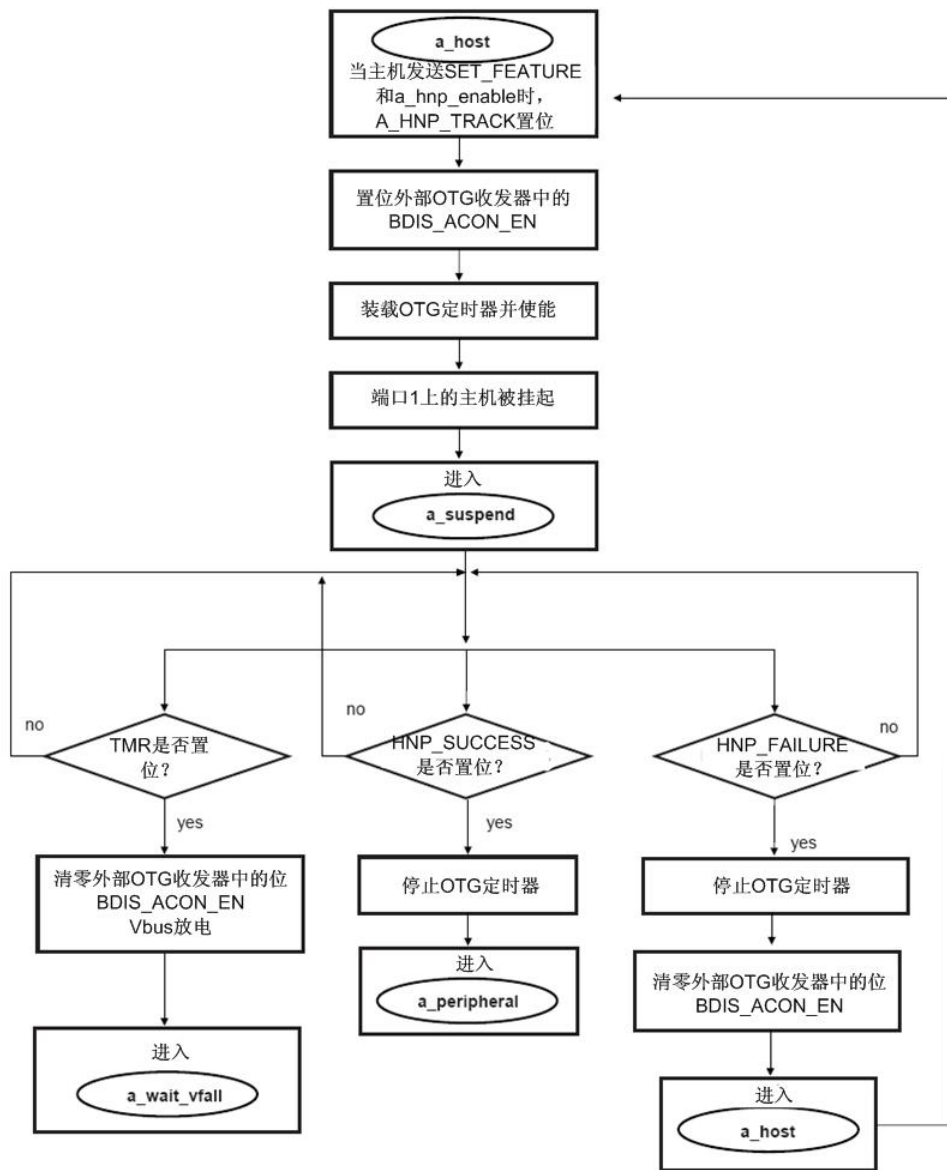 a_host
当主机发送SET_FEATURE
和a_hnp_enable时，
A_HNP_TRACK置位
置位外部OTG收发器中的
BDIS_ACON_EN
装载OTG定时器并使能
端口1上的主机被挂起
进入
a_suspend
no
TMR是否置
位？
yes
no
HNP_SUCCESS
是否置位？
yes
no
HNP_FAILURE
是否置位？
yes
清零外部OTG收发器中的位
BDIS_ACON_EN
Vbus放电
停止OTG定时器
停止OTG定时器
进入
a_peripheral
清零外部OTG收发器中的位
BDIS_ACON_EN
进入
a_wait_vfall
进入
a_host